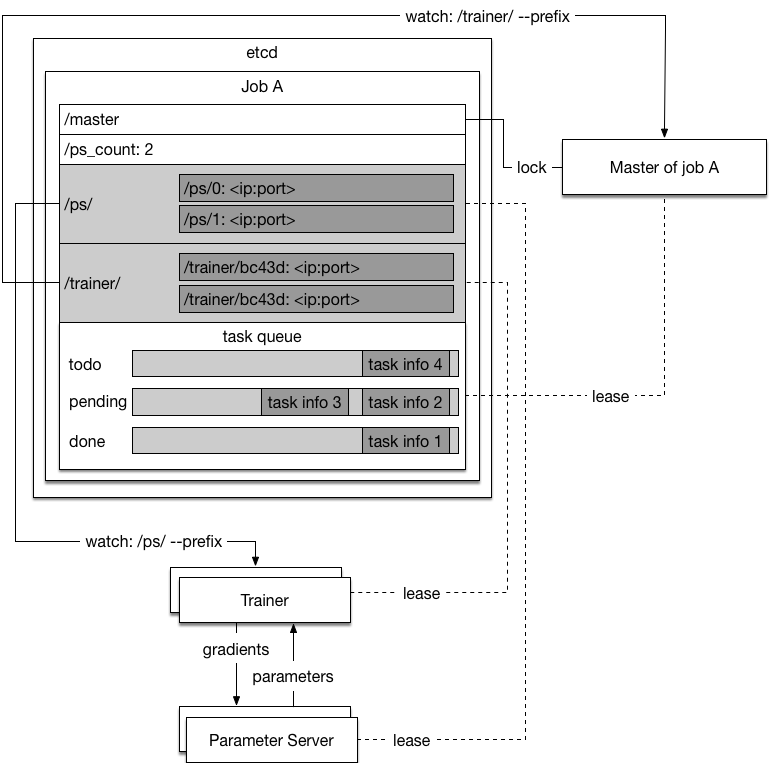 watch: /trainer/ --prefix
etcd
Job A
/master
/ps_count: 2
lock
Master of job A
/ps/
/ps/0: <ip:port>
/ps/1: <ip:port>
/trainer/
/trainer/bc43d: <ip:port>
/trainer/bc43d: <ip:port>
task queue
todo
task info 4
pending
task info 3
task info 2
lease
done
task info 1
watch: /ps/ --prefix
Trainer
lease
gradients
parameters
Parameter Server
lease